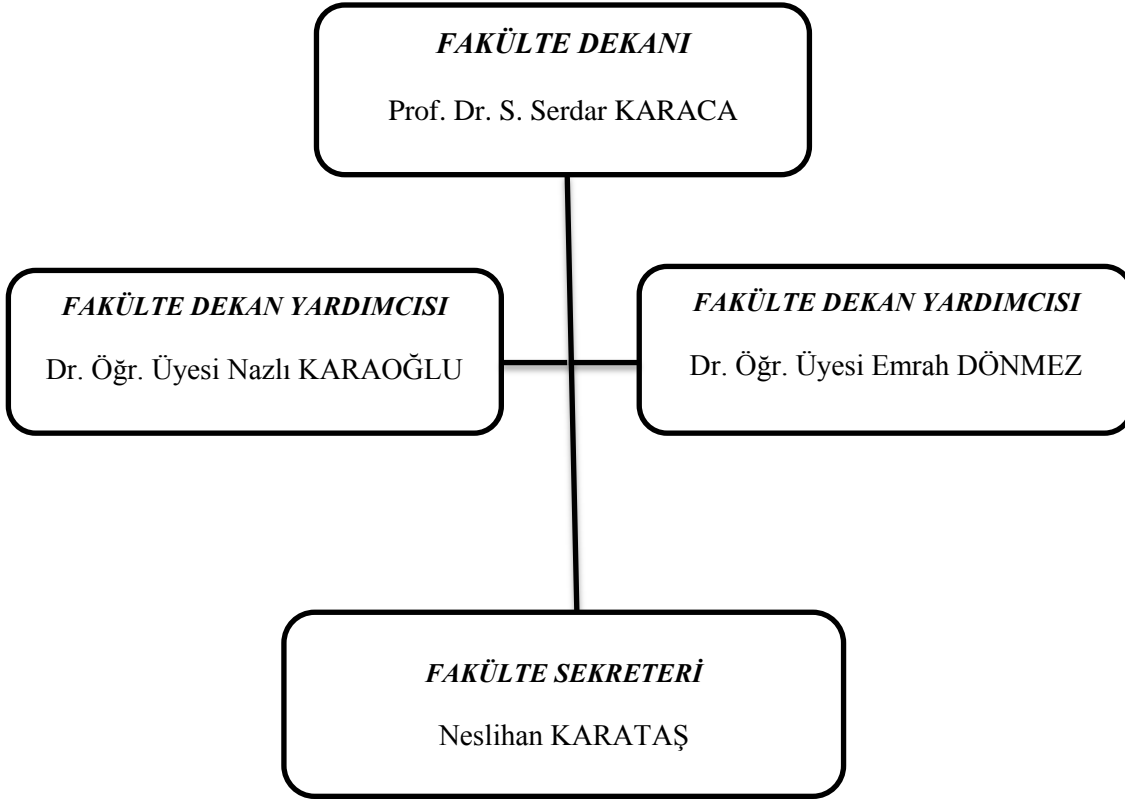 FAKÜLTE DEKANI
Prof. Dr. S. Serdar KARACA
FAKÜLTE DEKAN YARDIMCISI
Dr. Öğr. Üyesi Nazlı KARAOĞLU
FAKÜLTE DEKAN YARDIMCISI
Dr. Öğr. Üyesi Emrah DÖNMEZ
FAKÜLTE SEKRETERİ
Neslihan KARATAŞ